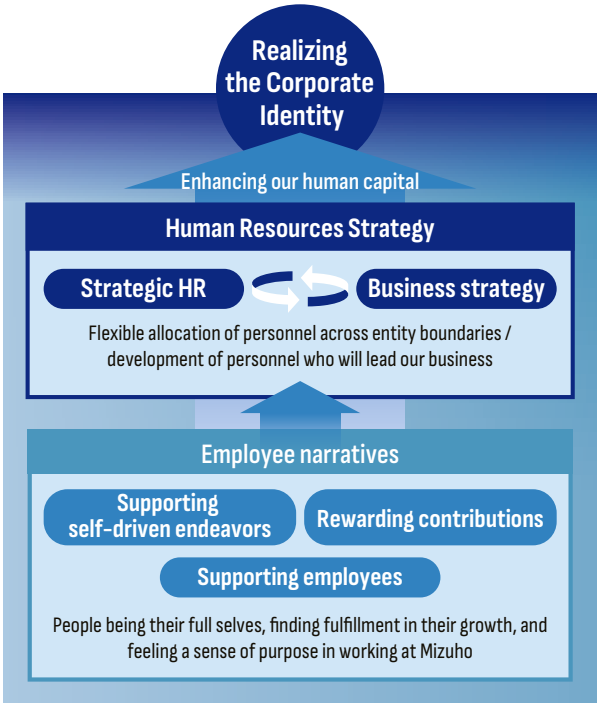 Realizing
the Corporate
Identity
Enhancing our human capital
Human Resources Strategy
Strategic HR
Business strategy
Flexible allocation of personnel across entity boundaries /
development of personnel who will lead our business
Employee narratives
Supporting
self-driven endeavors
Rewarding contributions
Supporting employees
People being their full selves, finding fulfillment in their growth, and
feeling a sense of purpose in working at Mizuho